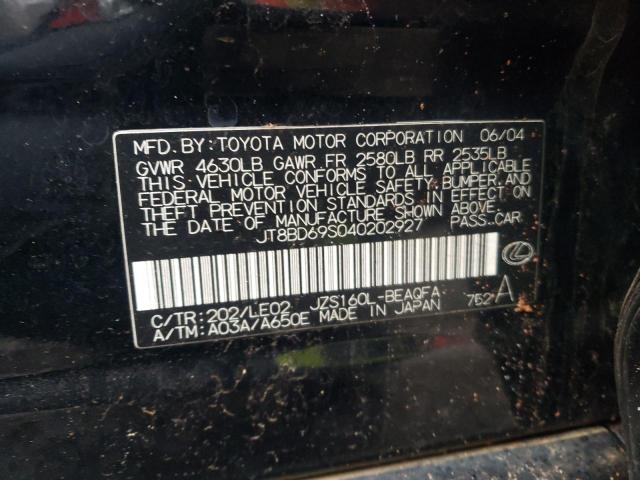 MFD.BY:TOYOTA MOTOR CORPORATION 06/04
GVWR 4630LB GAWR FR 2580LB RR 2535LB
THIS VEHICLE CONFORMS TO ALL APPLICABLE
FEDERAL MOTOR VEHICLE SAFETY,BUMPER,AND
THEFT PREVENTION STANDARDS IN EFFECT ON
THE DATE OF MANUFACTURE SHOWN ABOVE.
JT8BD69S040202927 PASS.CAR
C/TR:202/LE02 JZS160L-BEAQFA
A/TM:A03A/A650E MADE IN JAPAN 752 A